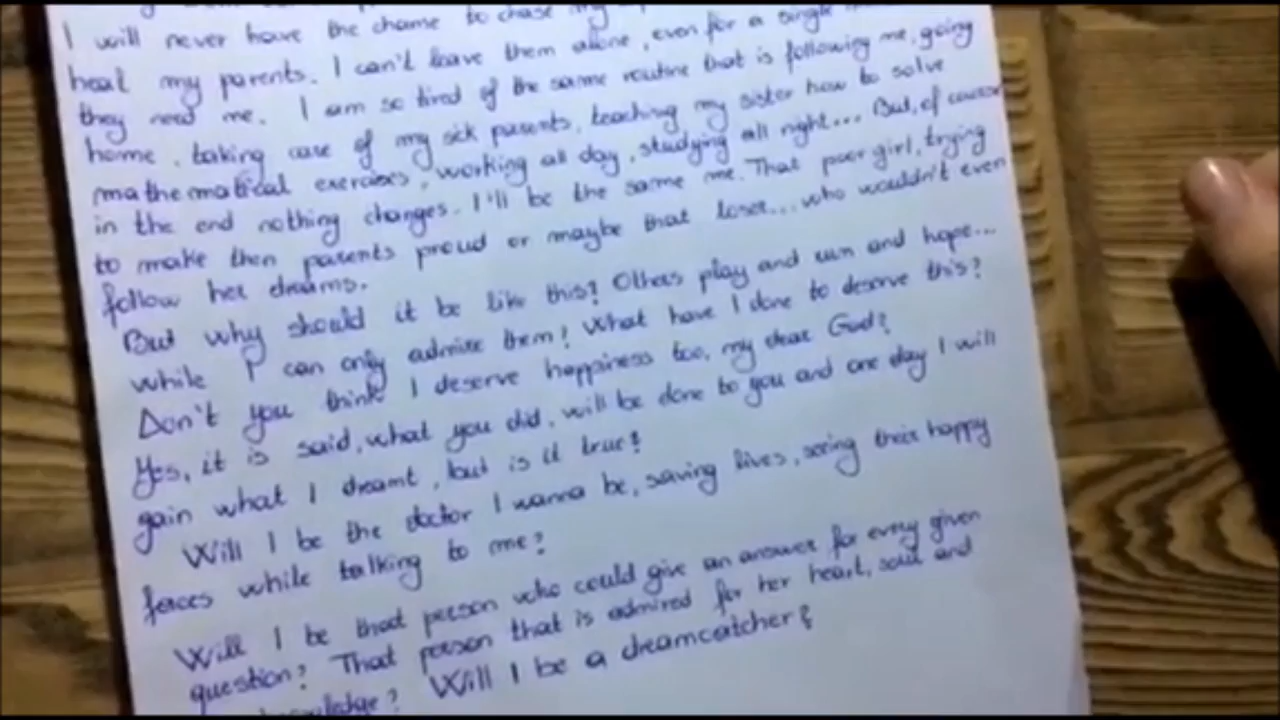 I will never have the chance to chase my
heal my parents. I can't leave them alone, even for a single
they need me. I am so tired of the same routine that is following me, going
home, taking care of my sick parents, teaching my sister how to solve
mathematical exercises, working all day, studying all night... But, of course
in the end nothing changes. I'll be the same me. That poor girl, trying
to make then parents proud or maybe that loser... who wouldn't even
follow her dreams.
But why should it be like this? Others play and run and hope...
while I can only admire them! What have I done to deserve this?
Don't you think I deserve happiness too, my dear God?
Yes, it is said, what you did, will be done to you and one day I will
gain what I dreamt, but is it true?
Will I be the doctor I wanna be, saving lives, seeing their happy
faces while talking to me?
Will I be that person who could give an answer for every given
question? That person that is admired for her heart, soul and
knowledge? Will I be a dreamcatcher?